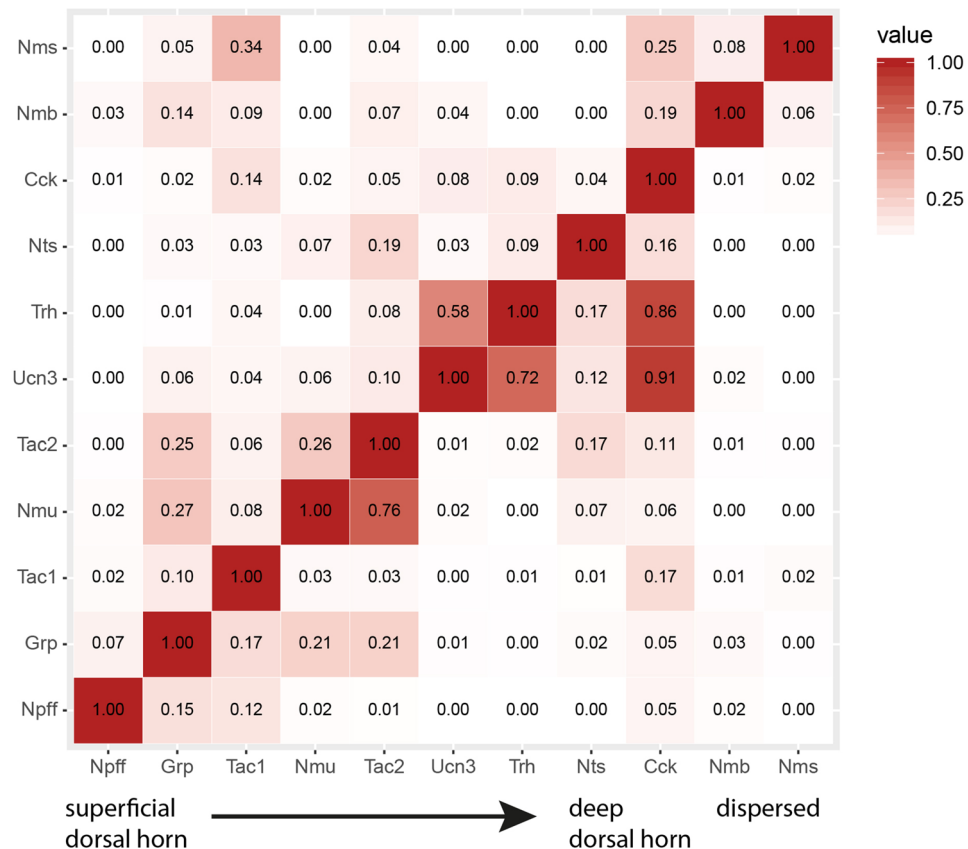 Nms 0.00 0.05 0.34 0.00 0.04 0.00 0.00 0.00 0.25 0.08 1.00
Nmb 0.03 0.14 0.09 0.00 0.07 0.04 0.00 0.00 0.19 1.00 0.06
Cck 0.01 0.02 0.14 0.02 0.05 0.08 0.09 0.04 1.00 0.01 0.02
Nts 0.00 0.03 0.03 0.07 0.19 0.03 0.09 1.00 0.16 0.00 0.00
Trh 0.00 0.01 0.04 0.00 0.08 0.58 1.00 0.17 0.86 0.00 0.00
Ucn3 0.00 0.06 0.04 0.06 0.10 1.00 0.72 0.12 0.91 0.02 0.00
Tac2 0.00 0.25 0.06 0.26 1.00 0.01 0.02 0.17 0.11 0.01 0.00
Nmu 0.02 0.27 0.08 1.00 0.76 0.02 0.00 0.07 0.06 0.00 0.00
Tac1 0.02 0.10 1.00 0.03 0.03 0.00 0.01 0.01 0.17 0.01 0.02
Grp 0.07 1.00 0.17 0.21 0.21 0.01 0.00 0.02 0.05 0.03 0.00
Npff 1.00 0.15 0.12 0.02 0.01 0.00 0.00 0.00 0.05 0.02 0.00
Npff Grp Tac1 Nmu Tac2 Ucn3 Trh Nts Cck Nmb Nms
superficial
dorsal horn
deep
dorsal horn
dispersed
value
1.00
0.75
0.50
0.25